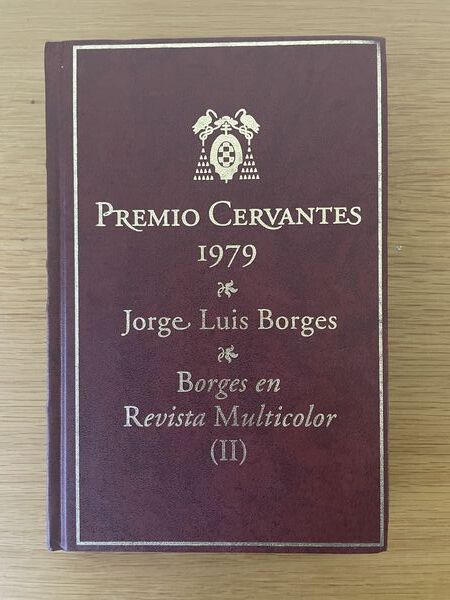 PREMIO CERVANTES
1979
Jorge Luis Borges
Borges en
Revista Multicolor
(II)